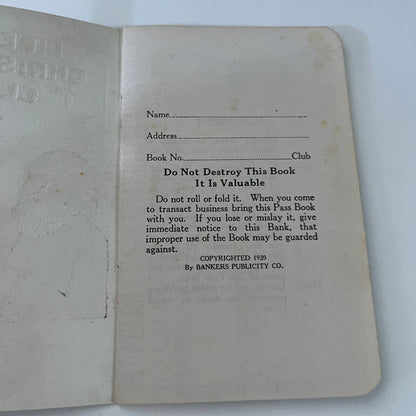 Name
Address
Book No. Club
Do Not Destroy This Book
It Is Valuable
Do not roll or fold it. When you come
to transact business bring this Pass Book
with you. If you lose or mislay it, give
immediate notice to this Bank, that
improper use of the Book may be guarded
against.
COPYRIGHTED 1920
By BANKERS PUBLICITY CO.